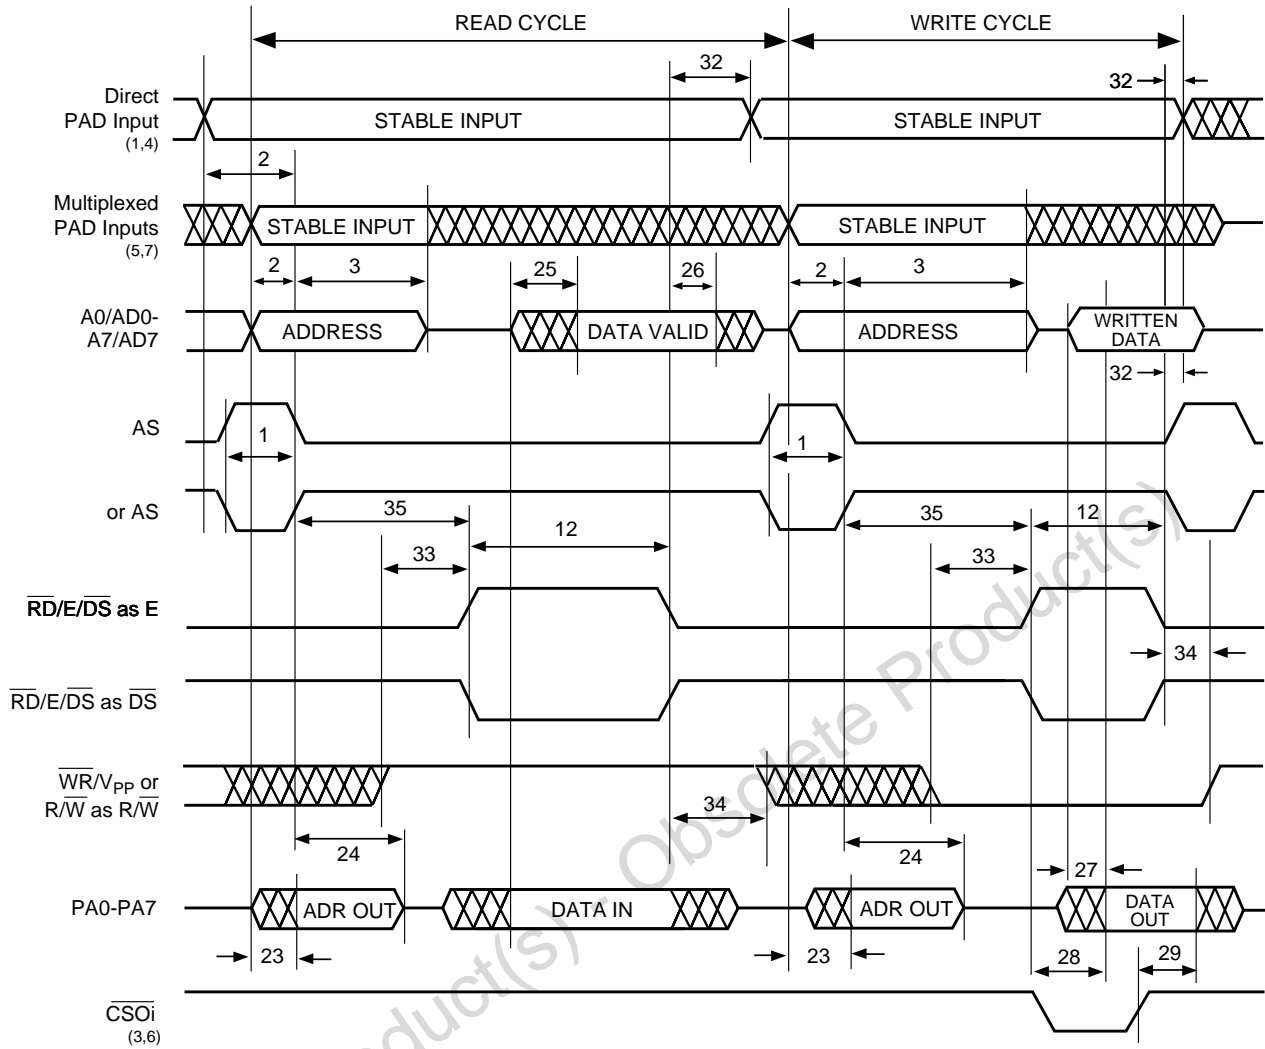 READ CYCLE
WRITE CYCLE
32
32
Direct
PAD Input
(1,4)
STABLE INPUT
STABLE INPUT
2
Multiplexed
PAD Inputs
(5,7)
STABLE INPUT
STABLE INPUT
2
3
25
26
2
3
A0/AD0-
A7/AD7
ADDRESS
DATA VALID
ADDRESS
WRITTEN
DATA
32
AS
1
1
or AS
35
12
35
12
33
33
RD/E/DS as E
34
RD/E/DS as DS
WR/VPP or
R/W as R/W
34
24
24
27
PA0-PA7
ADR OUT
DATA IN
ADR OUT
DATA
OUT
23
23
28
29
CSOi
(3,6)
oduct(s) - Obsolete Product(s)